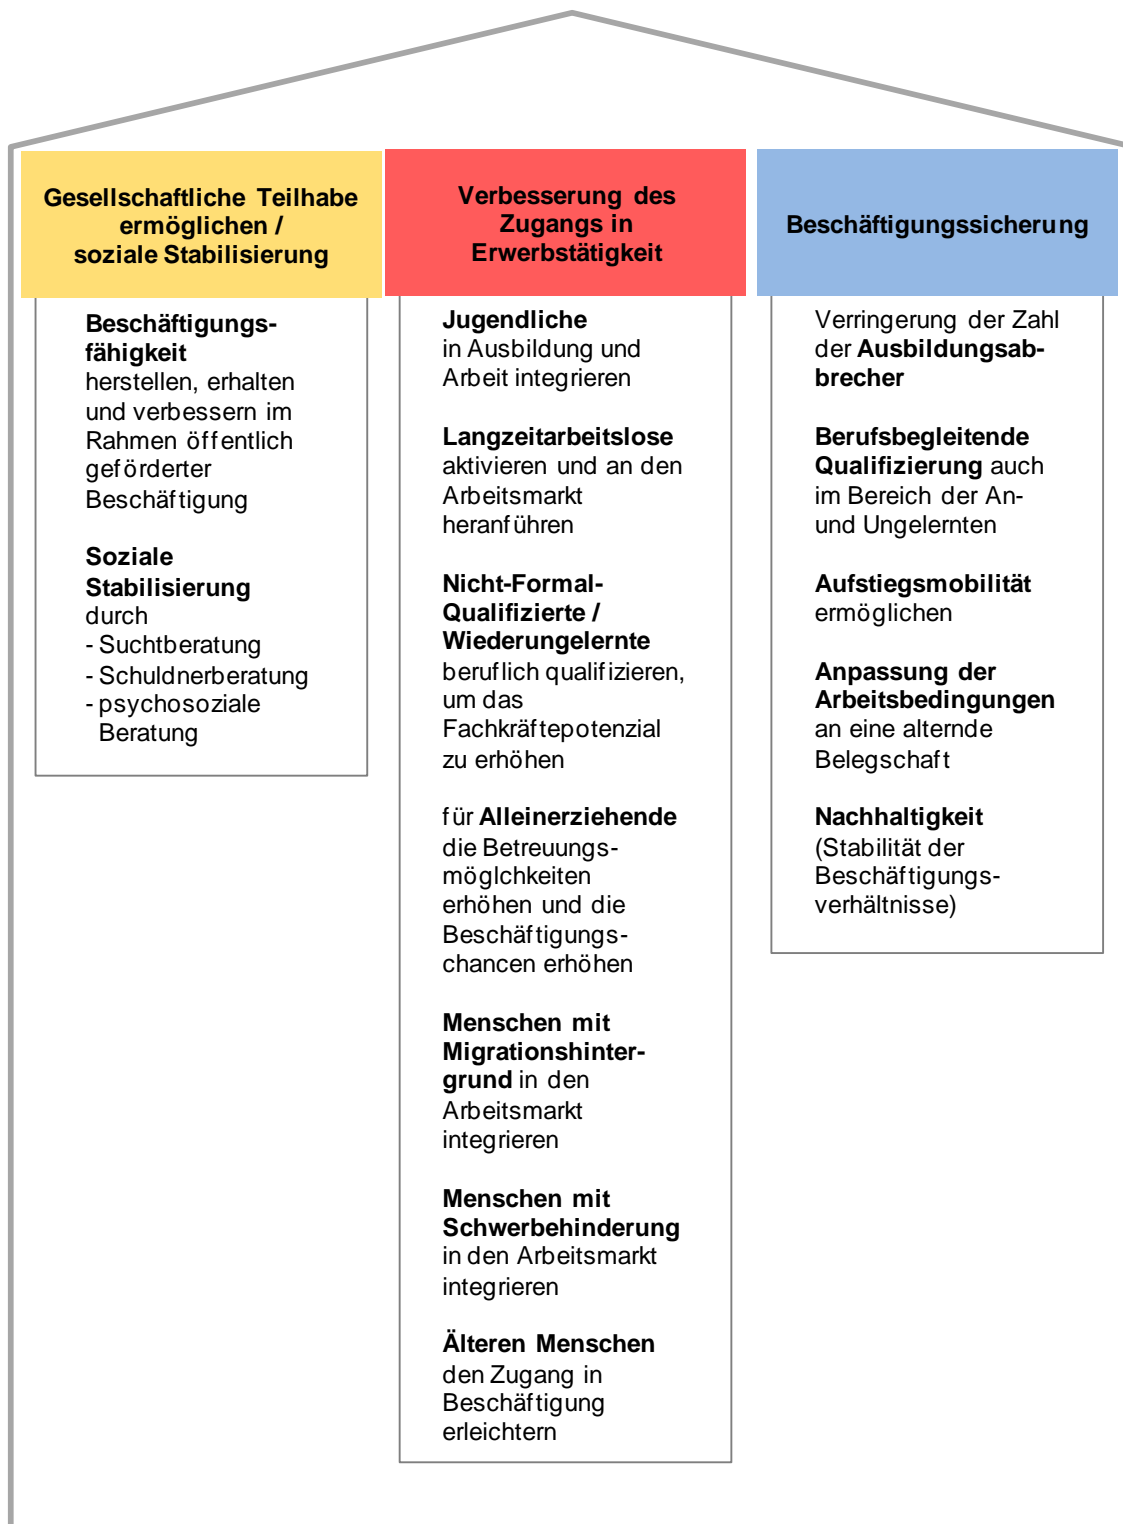 Gesellschaftliche Teilhabe
ermöglichen /
soziale Stabilisierung
Beschäftigungs-
fähigkeit
herstellen, erhalten
und verbessern im
Rahmen öffentlich
geförderter
Beschäftigung
Soziale
Stabilisierung
durch
- Suchtberatung
- Schuldnerberatung
- psychosoziale
Beratung
Verbesserung des
Zugangs in
Erwerbstätigkeit
Jugendliche
in Ausbildung und
Arbeit integrieren
Langzeitarbeitslose
aktivieren und an den
Arbeitsmarkt
heranführen
Nicht-Formal-
Qualifizierte /
Wiederungelernte
beruflich qualifizieren,
um das
Fachkräftepotenzial
zu erhöhen
für Alleinerziehende
die Betreuungs-
möglchkeiten
erhöhen und die
Beschäftigungs-
chancen erhöhen
Menschen mit
Migrationshinter-
grund in den
Arbeitsmarkt
integrieren
Menschen mit
Schwerbehinderung
in den Arbeitsmarkt
integrieren
Älteren Menschen
den Zugang in
Beschäftigung
erleichtern
Beschäftigungssicherung
Verringerung der Zahl
der Ausbildungsab-
brecher
Berufsbegleitende
Qualifizierung auch
im Bereich der An-
und Ungelernten
Aufstiegsmobilität
ermöglichen
Anpassung der
Arbeitsbedingungen
an eine alternde
Belegschaft
Nachhaltigkeit
(Stabilität der
Beschäftigungs-
verhältnisse)